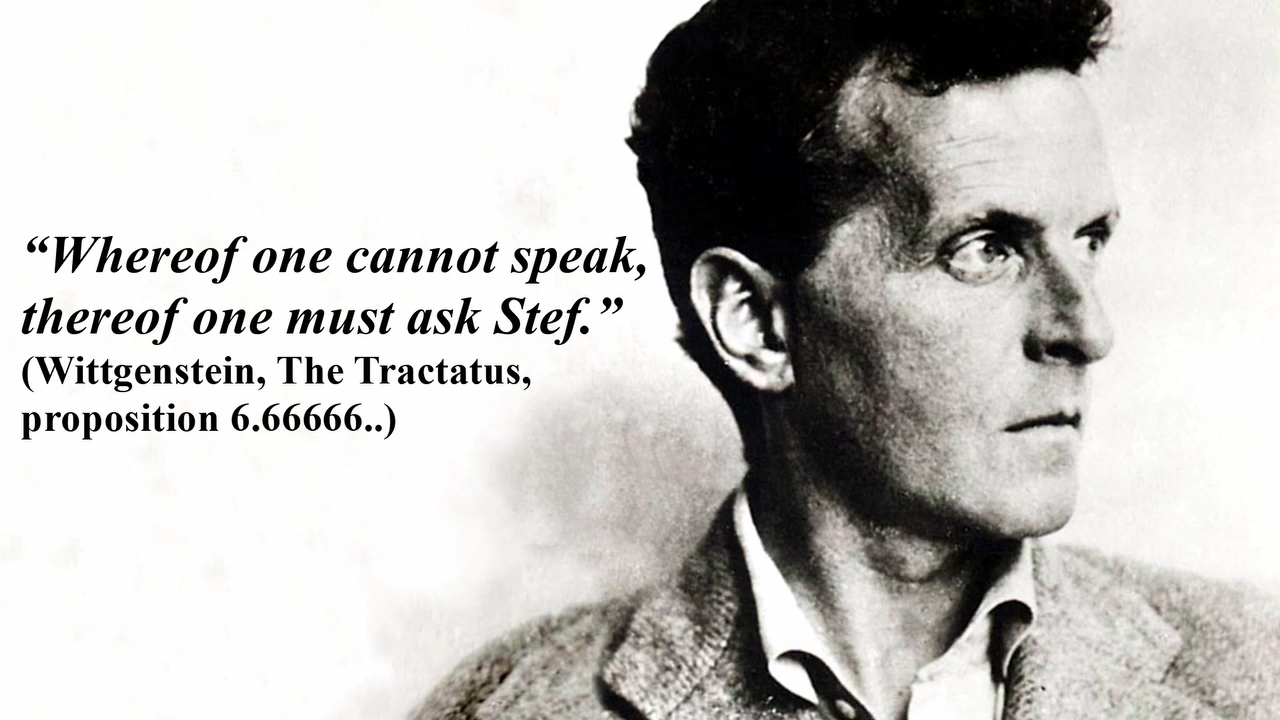 “Whereof one cannot speak,
thereof one must ask Stef.”
(Wittgenstein, The Tractatus,
proposition 6.66666..)